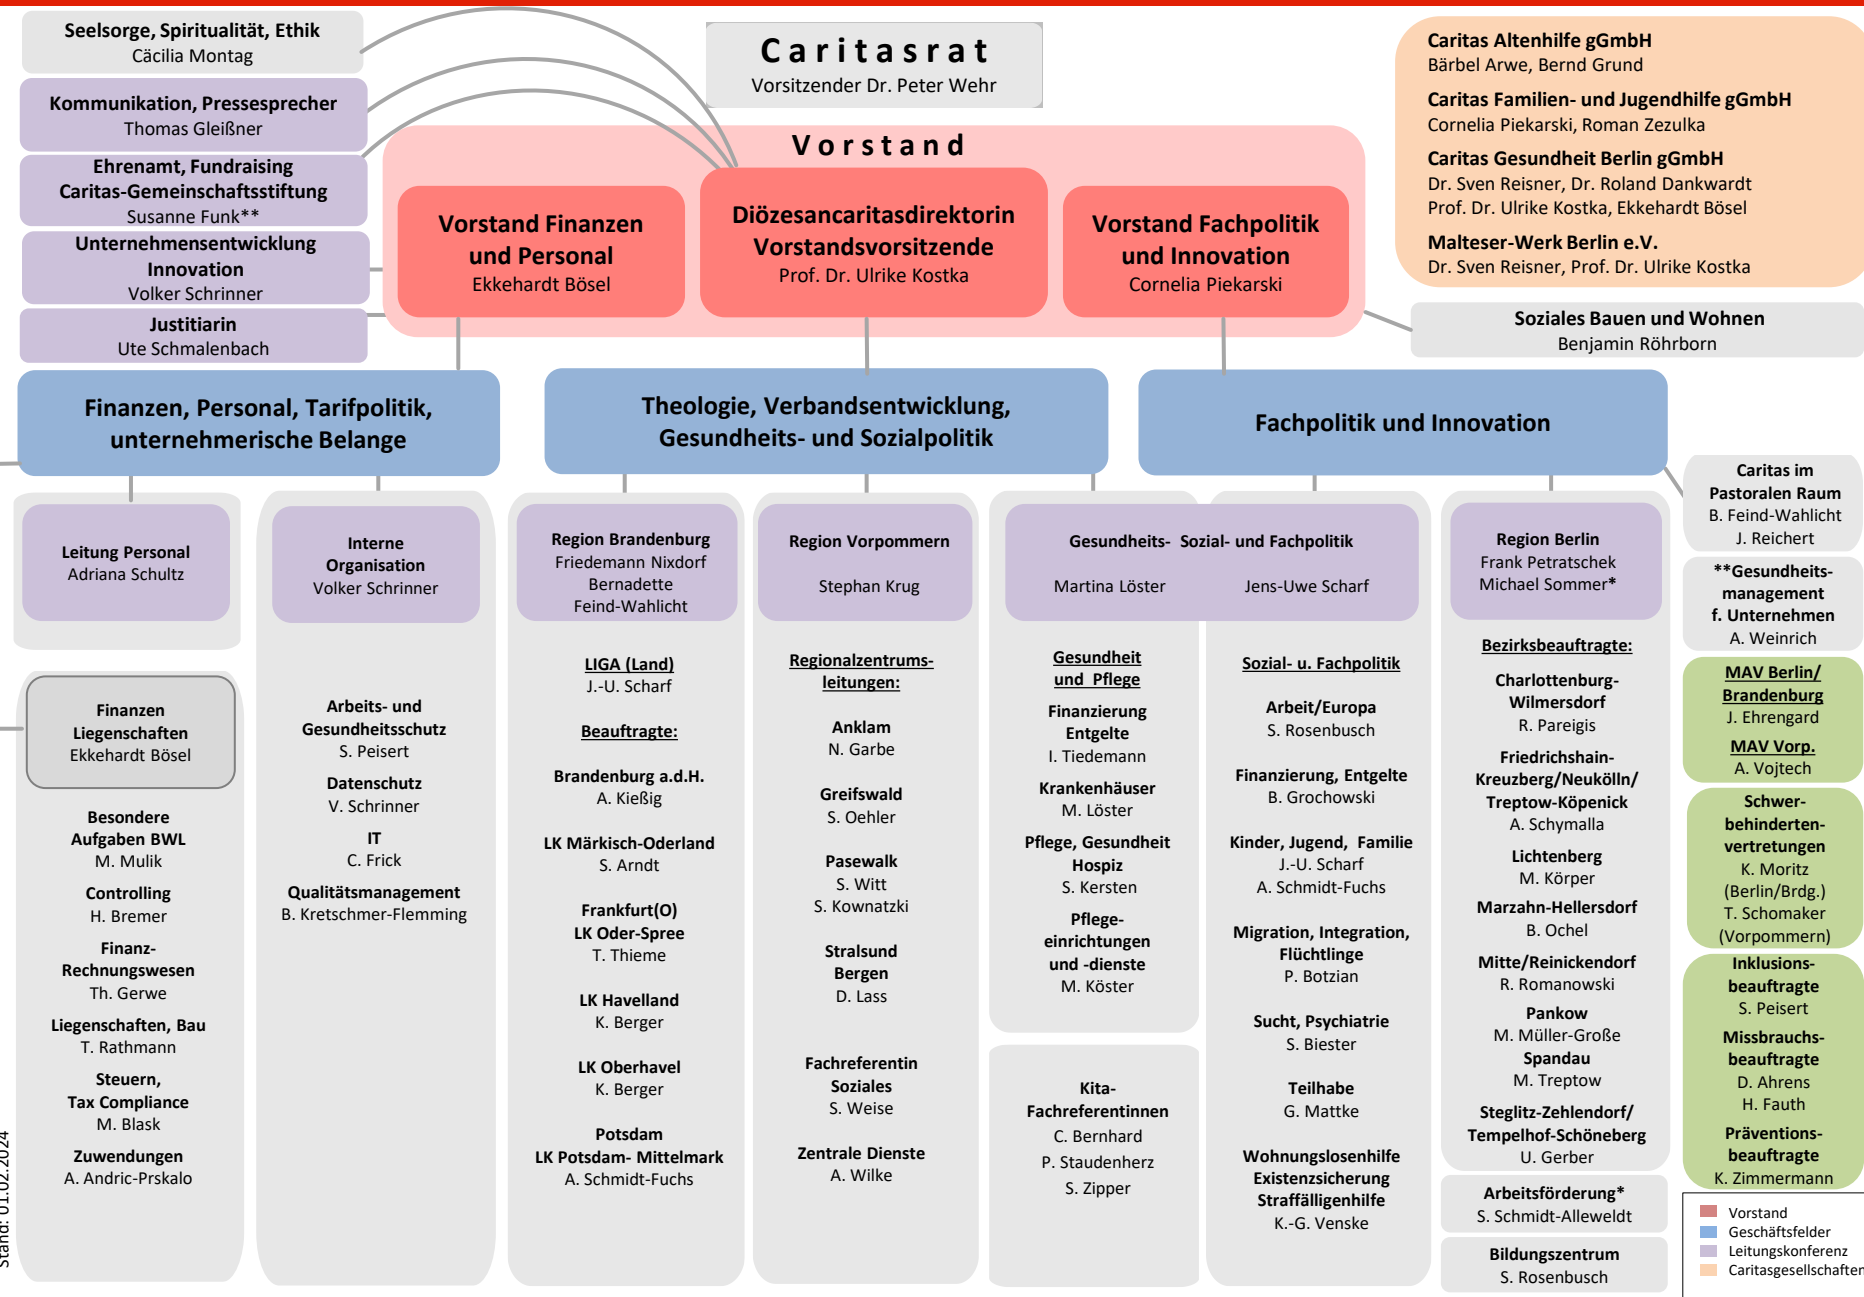 Seelsorge, Spiritualität, Ethik
Cäcilia Montag
Kommunikation, Pressesprecher
Thomas Gleißner
Ehrenamt, Fundraising
Caritas-Gemeinschaftsstiftung
Susanne Funk**
Unternehmensentwicklung
Innovation
Volker Schrinner
Justitiarin
Ute Schmalenbach
Caritasrat
Vorsitzender Dr. Peter Wehr
Vorstand
Vorstand Finanzen
und Personal
Ekkehardt Bösel
Diözesancaritasdirektorin
Vorstandsvorsitzende
Prof. Dr. Ulrike Kostka
Vorstand Fachpolitik
und Innovation
Cornelia Piekarski
Caritas Altenhilfe gGmbH
Bärbel Arwe, Bernd Grund
Caritas Familien- und Jugendhilfe gGmbH
Cornelia Piekarski, Roman Zezulka
Caritas Gesundheit Berlin gGmbH
Dr. Sven Reisner, Dr. Roland Dankwardt
Prof. Dr. Ulrike Kostka, Ekkehardt Bösel
Malteser-Werk Berlin e.V.
Dr. Sven Reisner, Prof. Dr. Ulrike Kostka
Soziales Bauen und Wohnen
Benjamin Röhrborn
Finanzen, Personal, Tarifpolitik,
unternehmerische Belange
Theologie, Verbandsentwicklung,
Gesundheits- und Sozialpolitik
Fachpolitik und Innovation
Leitung Personal
Adriana Schultz
Finanzen
Liegenschaften
Ekkehardt Bösel
Besondere
Aufgaben BWL
M. Mulik
Controlling
H. Bremer
Finanz-
Rechnungswesen
Th. Gerwe
Liegenschaften, Bau
T. Rathmann
Steuern,
Tax Compliance
M. Blask
Zuwendungen
A. Andric-Prskalo
Stand: 01.02.2024
Interne
Organisation
Volker Schrinner
Arbeits- und
Gesundheitsschutz
S. Peisert
Datenschutz
V. Schrinner
IT
C. Frick
Qualitätsmanagement
B. Kretschmer-Flemming
Region Brandenburg
Friedemann Nixdorf
Bernadette
Feind-Wahlicht
LIGA (Land)
J.-U. Scharf
Beauftragte:
Brandenburg a.d.H.
A. Kießig
LK Märkisch-Oderland
S. Arndt
Frankfurt(O)
LK Oder-Spree
T. Thieme
LK Havelland
K. Berger
LK Oberhavel
K. Berger
Potsdam
LK Potsdam- Mittelmark
A. Schmidt-Fuchs
Region Vorpommern
Stephan Krug
Regionalzentrums-
leitungen:
Anklam
N. Garbe
Greifswald
S. Oehler
Pasewalk
S. Witt
S. Kownatzki
Stralsund
Bergen
D. Lass
Fachreferentin
Soziales
S. Weise
Zentrale Dienste
A. Wilke
Gesundheits- Sozial- und Fachpolitik
Martina Löster Jens-Uwe Scharf
Gesundheit
und Pflege
Finanzierung
Entgelte
I. Tiedemann
Krankenhäuser
M. Löster
Pflege, Gesundheit
Hospiz
S. Kersten
Pflege-
einrichtungen
und -dienste
M. Köster
Kita-
Fachreferentinnen
C. Bernhard
P. Staudenherz
S. Zipper
Sozial- u. Fachpolitik
Arbeit/Europa
S. Rosenbusch
Finanzierung, Entgelte
B. Grochowski
Kinder, Jugend, Familie
J.-U. Scharf
A. Schmidt-Fuchs
Migration, Integration,
Flüchtlinge
P. Botzian
Sucht, Psychiatrie
S. Biester
Teilhabe
G. Mattke
Wohnungslosenhilfe
Existenzsicherung
Straffälligenhilfe
K.-G. Venske
Region Berlin
Frank Petratschek
Michael Sommer*
Bezirksbeauftragte:
Charlottenburg-
Wilmersdorf
R. Pareigis
Friedrichshain-
Kreuzberg/Neukölln/
Treptow-Köpenick
A. Schymalla
Lichtenberg
M. Körper
Marzahn-Hellersdorf
B. Ochel
Mitte/Reinickendorf
R. Romanowski
Pankow
M. Müller-Große
Spandau
M. Treptow
Steglitz-Zehlendorf/
Tempelhof-Schöneberg
U. Gerber
Arbeitsförderung*
S. Schmidt-Alleweldt
Bildungszentrum
S. Rosenbusch
Caritas im
Pastoralen Raum
B. Feind-Wahlicht
J. Reichert
**Gesundheits-
management
f. Unternehmen
A. Weinrich
MAV Berlin/
Brandenburg
J. Ehrengard
MAV Vorp.
A. Vojtech
Schwer-
behinderten-
vertretungen
K. Moritz
(Berlin/Brdg.)
T. Schomaker
(Vorpommern)
Inklusions-
beauftragte
S. Peisert
Missbrauchs-
beauftragte
D. Ahrens
H. Fauth
Präventions-
beauftragte
K. Zimmermann
Vorstand
Geschäftsfelder
Leitungskonferenz
Caritasgesellschaften